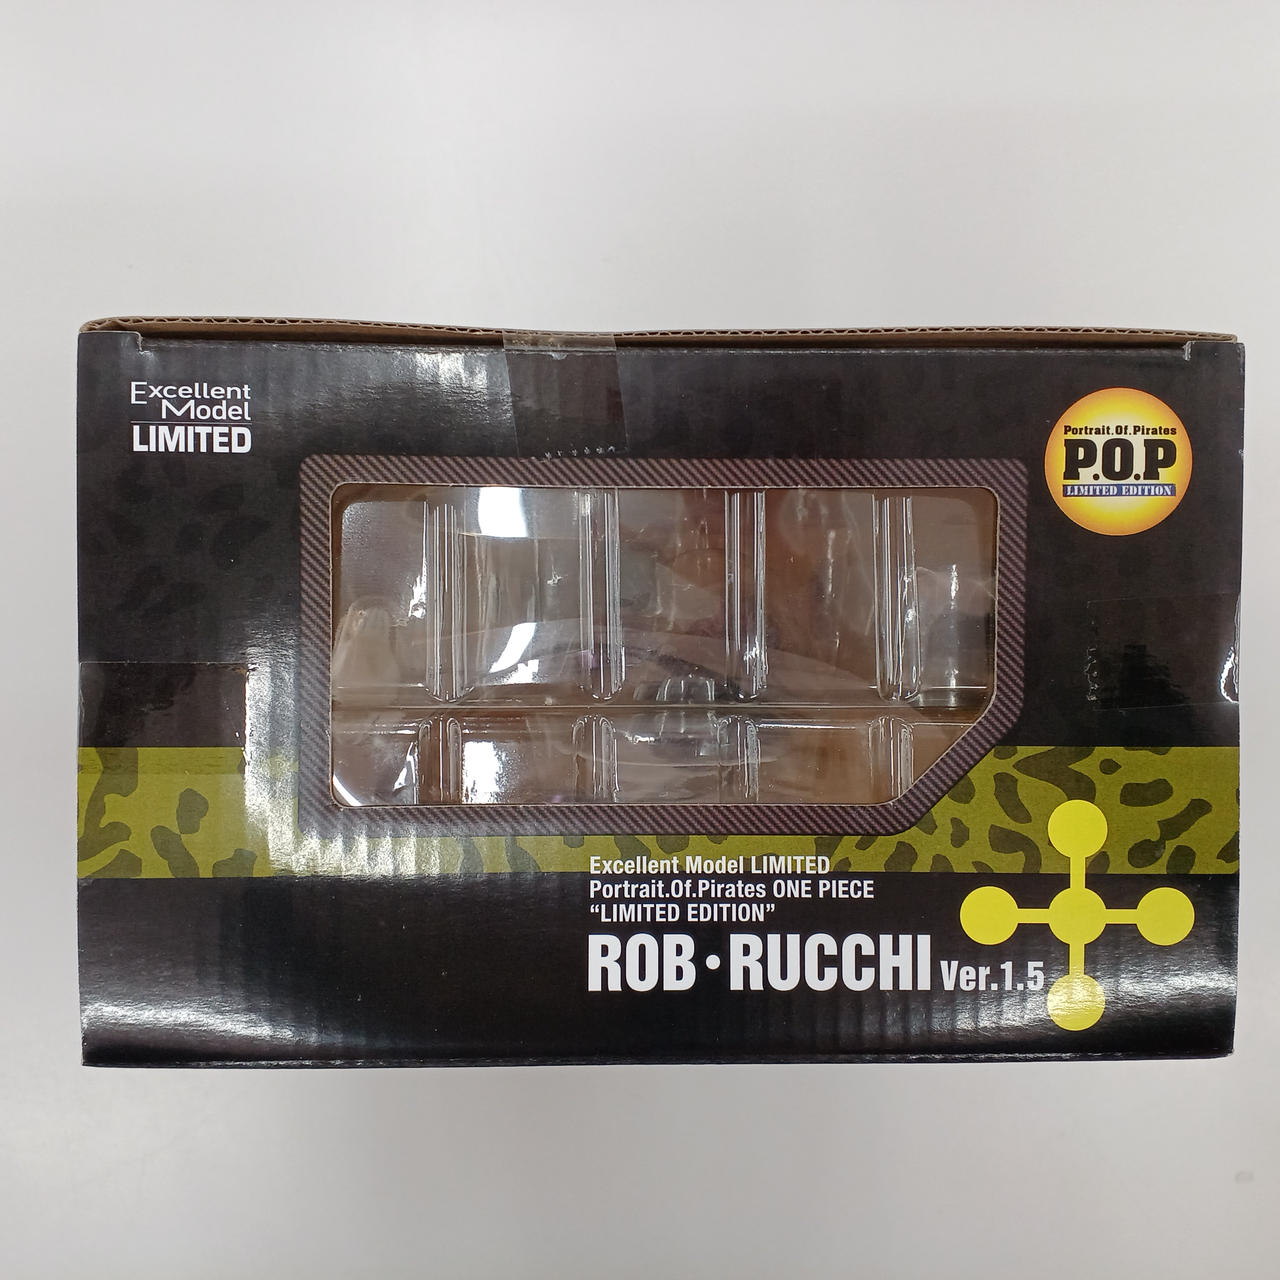 Excellent
Model
LIMITED
Portrait.Of.Pirates
P.O.P
LIMITED EDITION
Excellent Model LIMITED
Portrait.Of.Pirates ONE PIECE
“LIMITED EDITION”
ROB・RUCCHI Ver.1.5